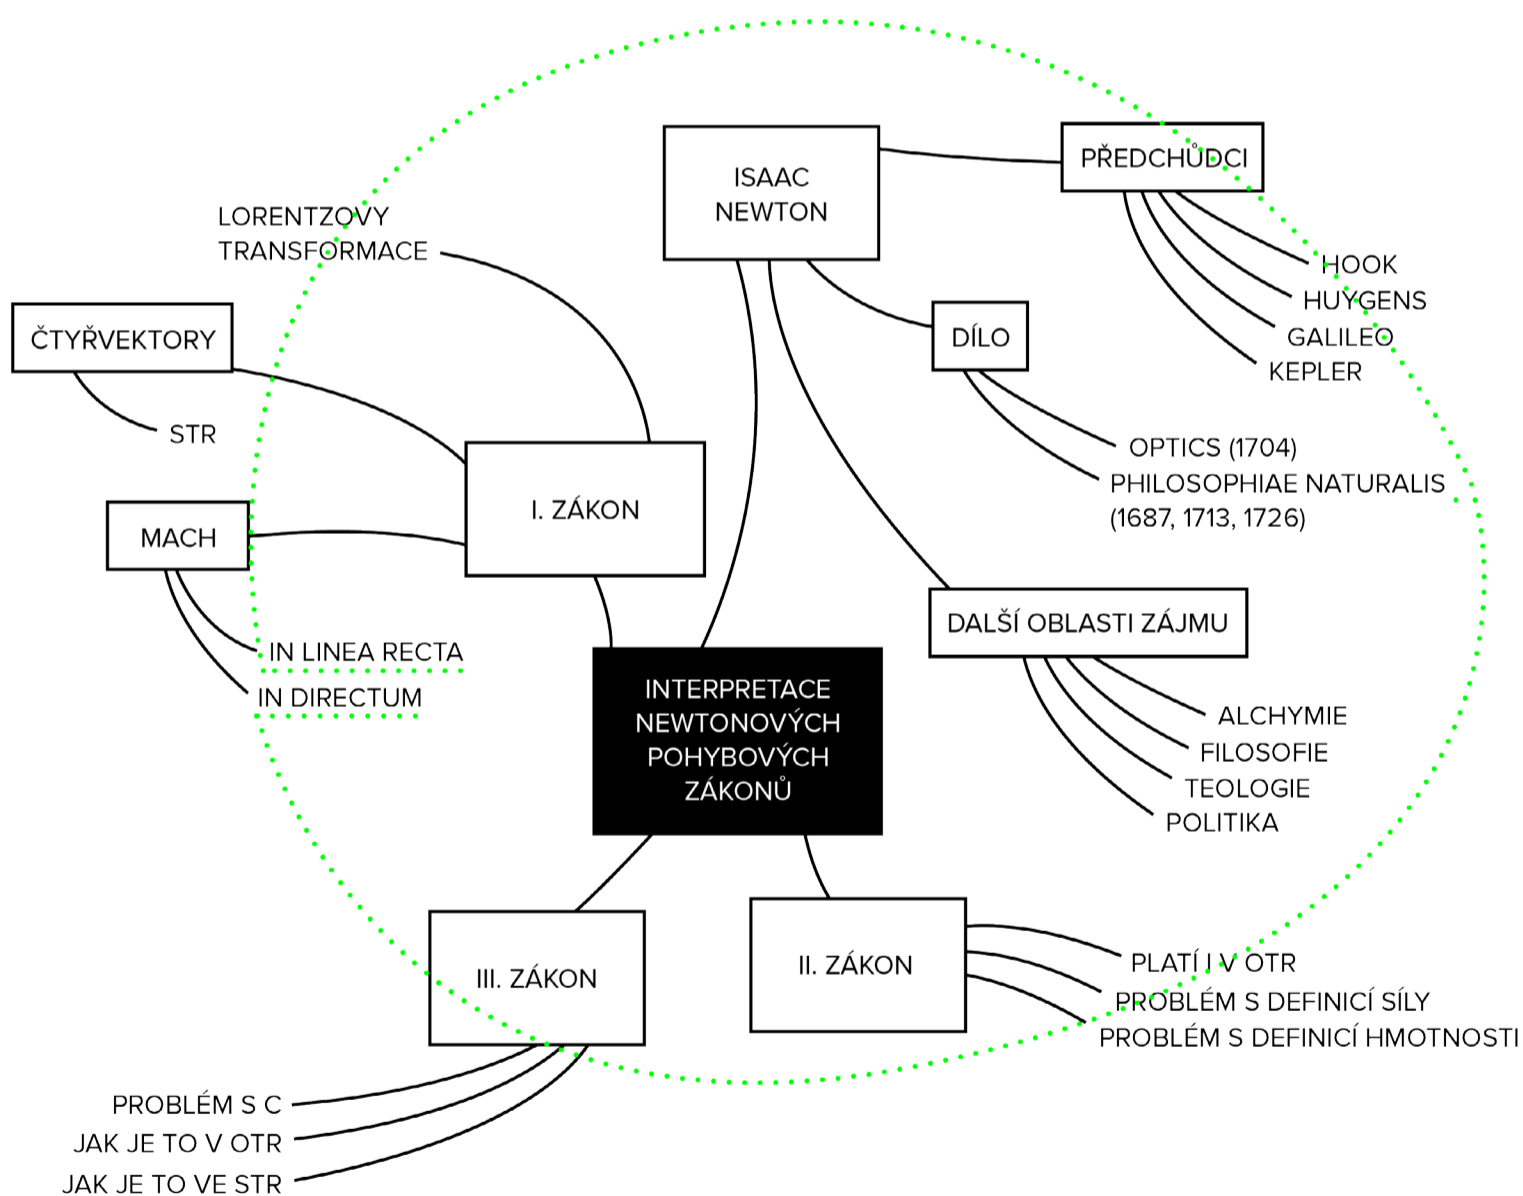 ISAAC
NEWTON
PŘEDCHŮDCI
HOOK
HUYGENS
GALILEO
KEPLER
DÍLO
OPTICS (1704)
PHILOSOPHIAE NATURALIS
(1687, 1713, 1726)
DALŠÍ OBLASTI ZÁJMU
ALCHYMIE
FILOSOFIE
TEOLOGIE
POLITIKA
LORENTZOVY
TRANSFORMACE
ČTYŘVEKTORY
STR
I. ZÁKON
MACH
IN LINEA RECTA
IN DIRECTUM
INTERPRETACE
NEWTONOVÝCH
POHYBOVÝCH
ZÁKONŮ
III. ZÁKON
PROBLÉM S C
JAK JE TO V OTR
JAK JE TO VE STR
II. ZÁKON
PLATÍ I V OTR
PROBLÉM S DEFINICÍ SÍLY
PROBLÉM S DEFINICÍ HMOTNOSTI